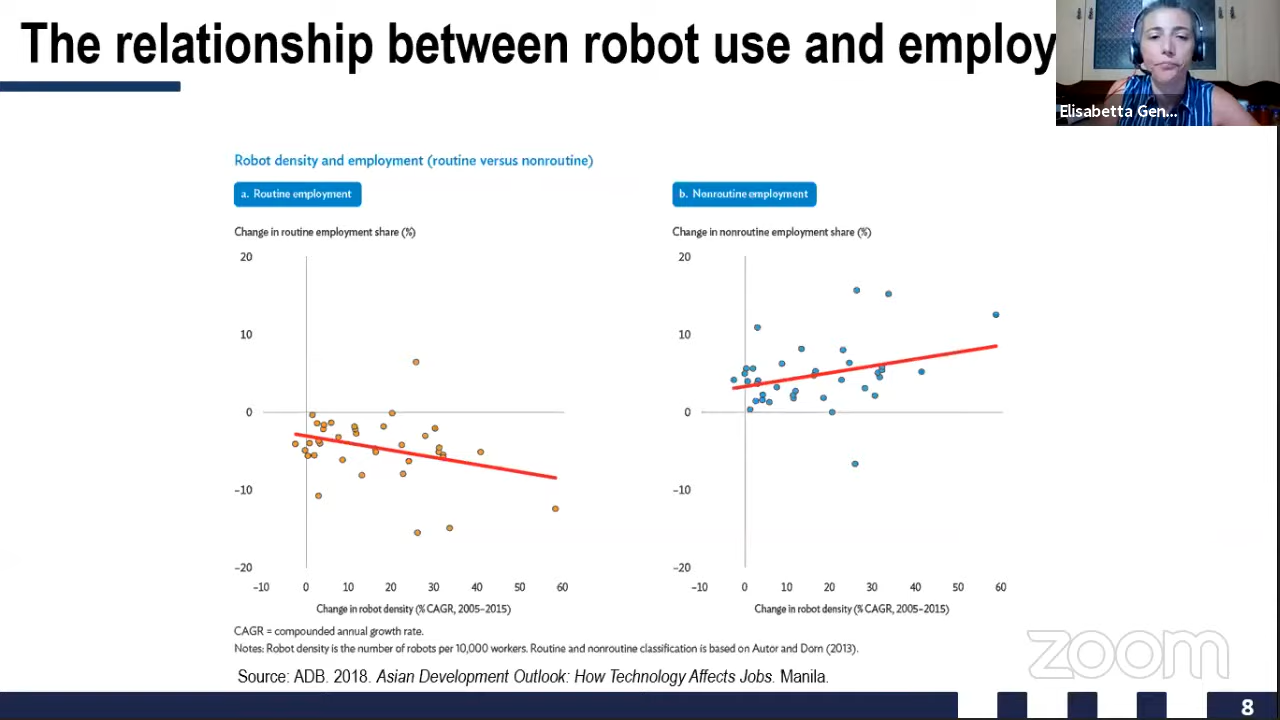 The relationship between robot use and employ
Elisabetta Gen...
Robot density and employment (routine versus nonroutine)
a. Routine employment
b. Nonroutine employment
Change in routine employment share (%)
Change in nonroutine employment share (%)
20
10
0
–10
–20
–10 0 10 20 30 40 50 60
Change in robot density (% CAGR, 2005–2015)
20
10
0
–10
–20
–10 0 10 20 30 40 50 60
Change in robot density (% CAGR, 2005–2015)
CAGR = compounded annual growth rate.
Notes: Robot density is the number of robots per 10,000 workers. Routine and nonroutine classification is based on Autor and Dorn (2013).
Source: ADB. 2018. Asian Development Outlook: How Technology Affects Jobs. Manila.
zoom
8